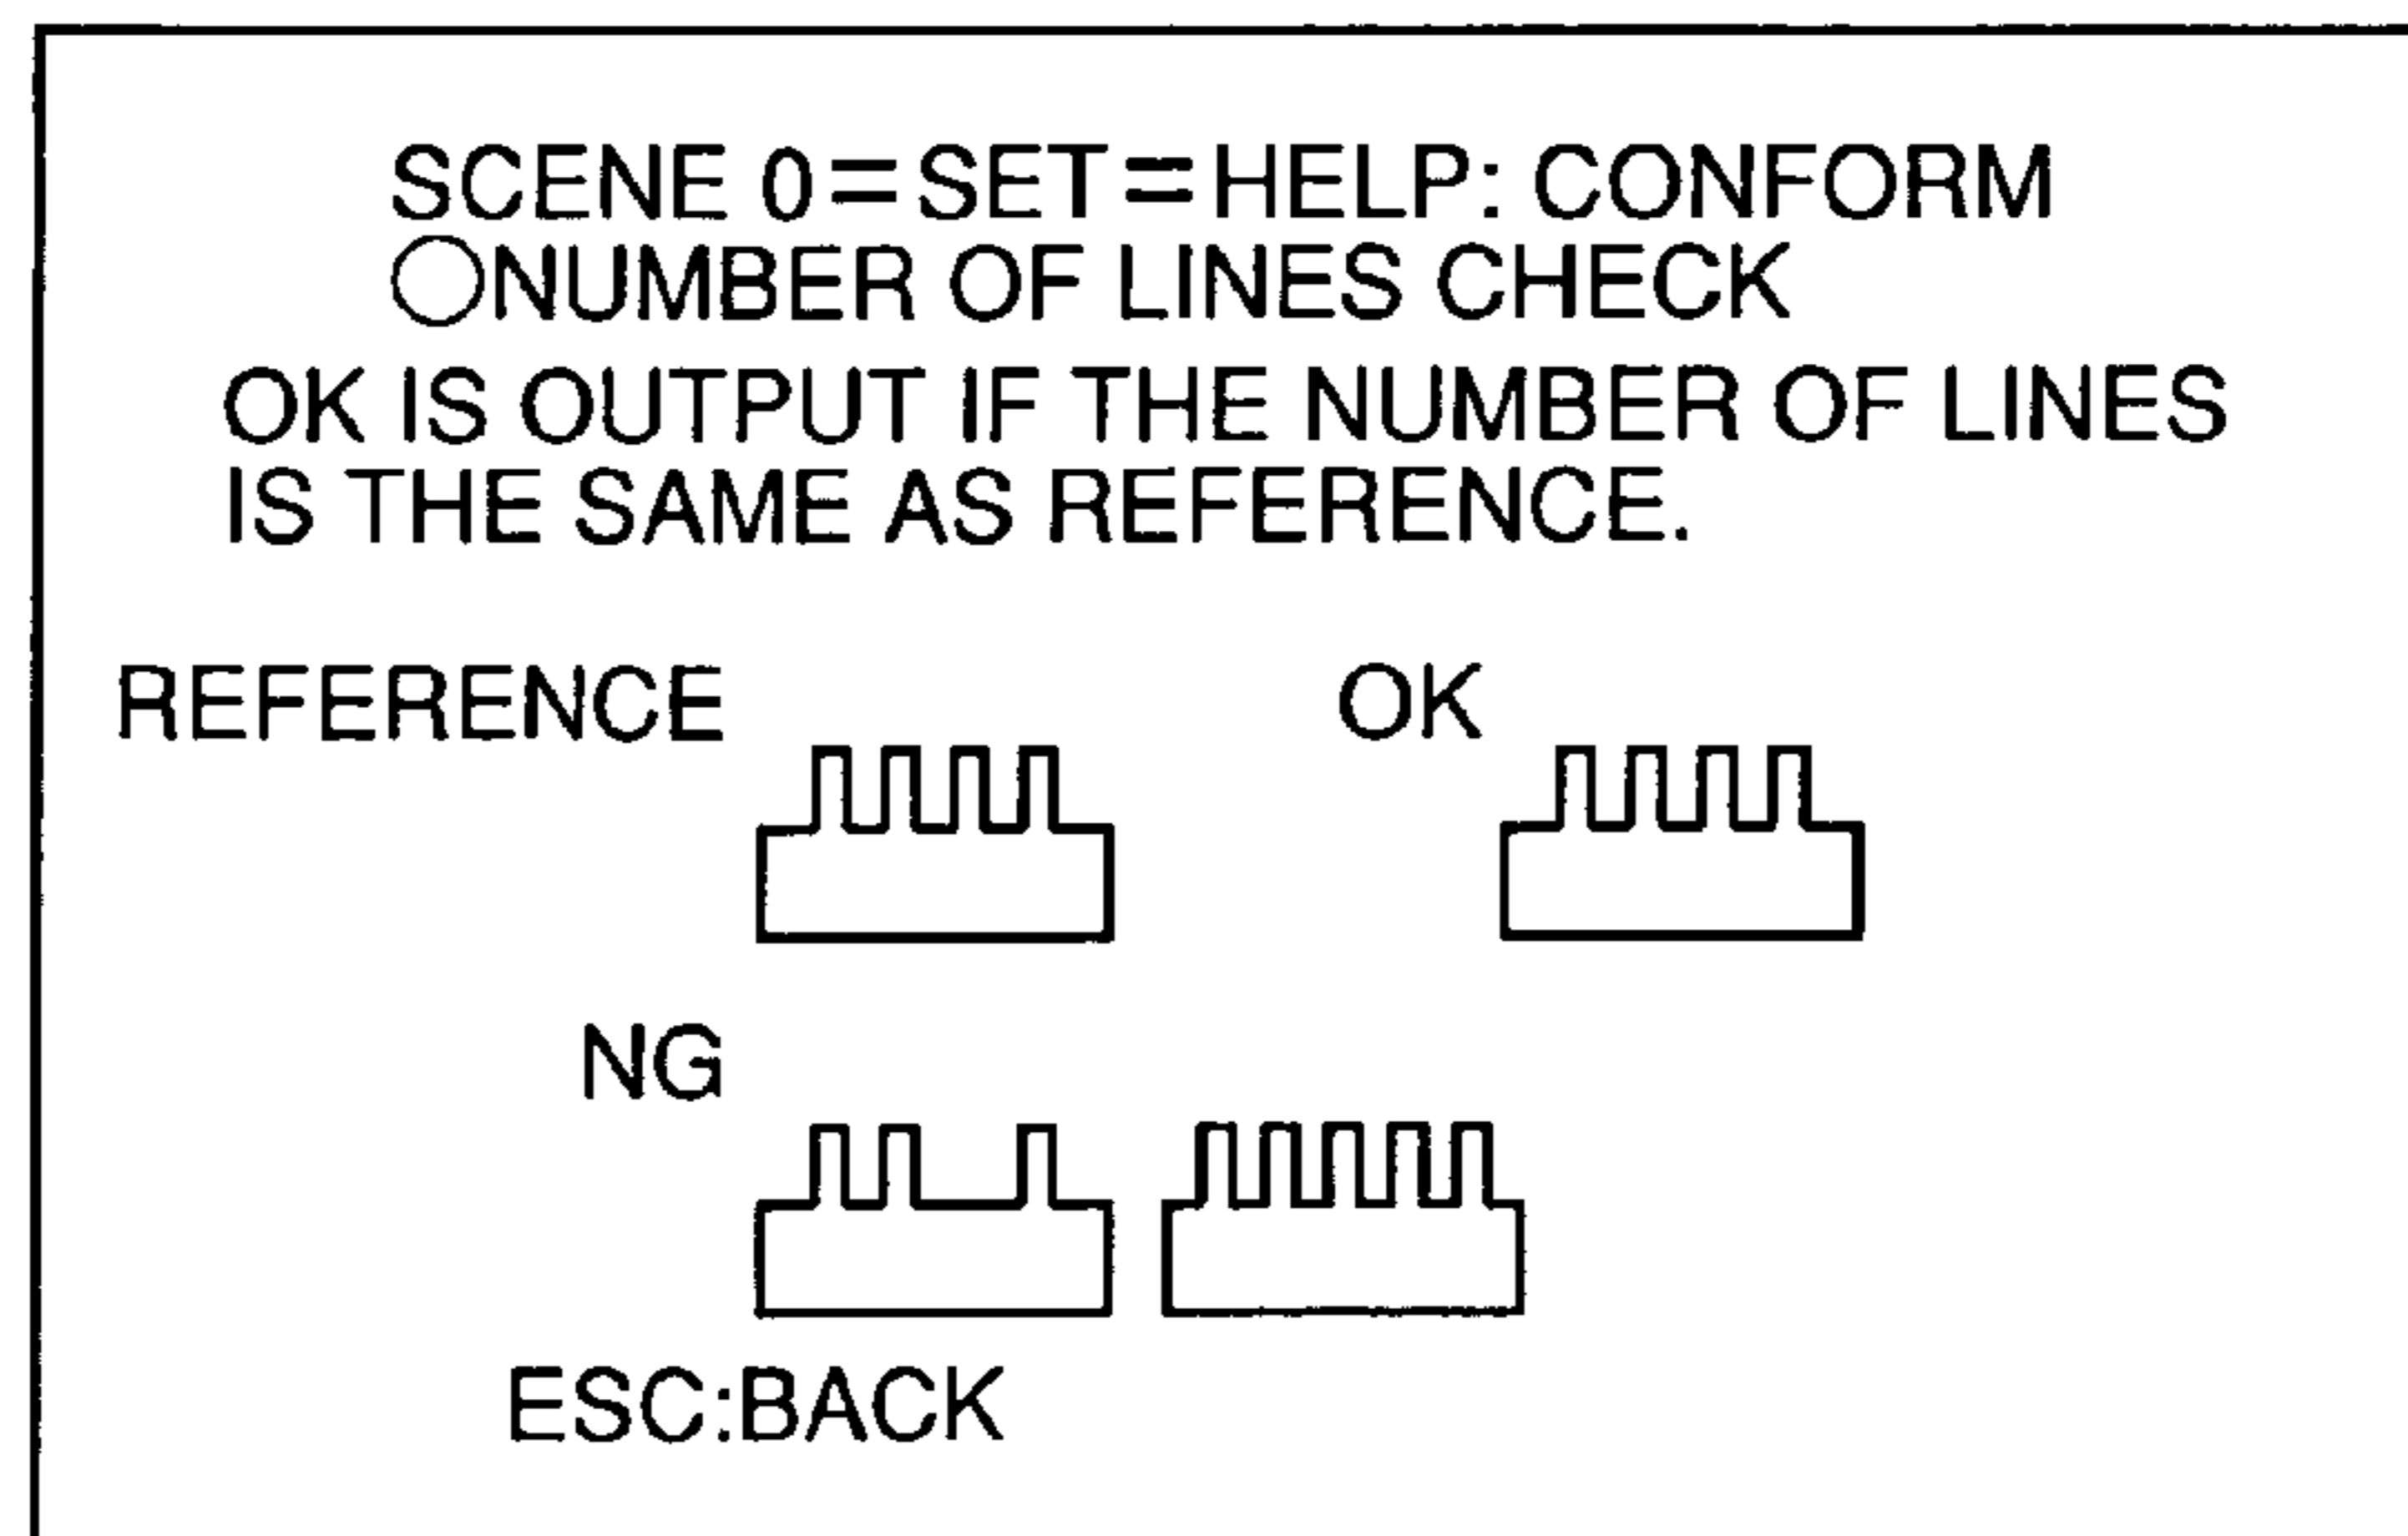 SCENE 0=SET=HELP: CONFORM
○NUMBER OF LINES CHECK
OK IS OUTPUT IF THE NUMBER OF LINES
IS THE SAME AS REFERENCE.
REFERENCE OK
NG
ESC:BACK